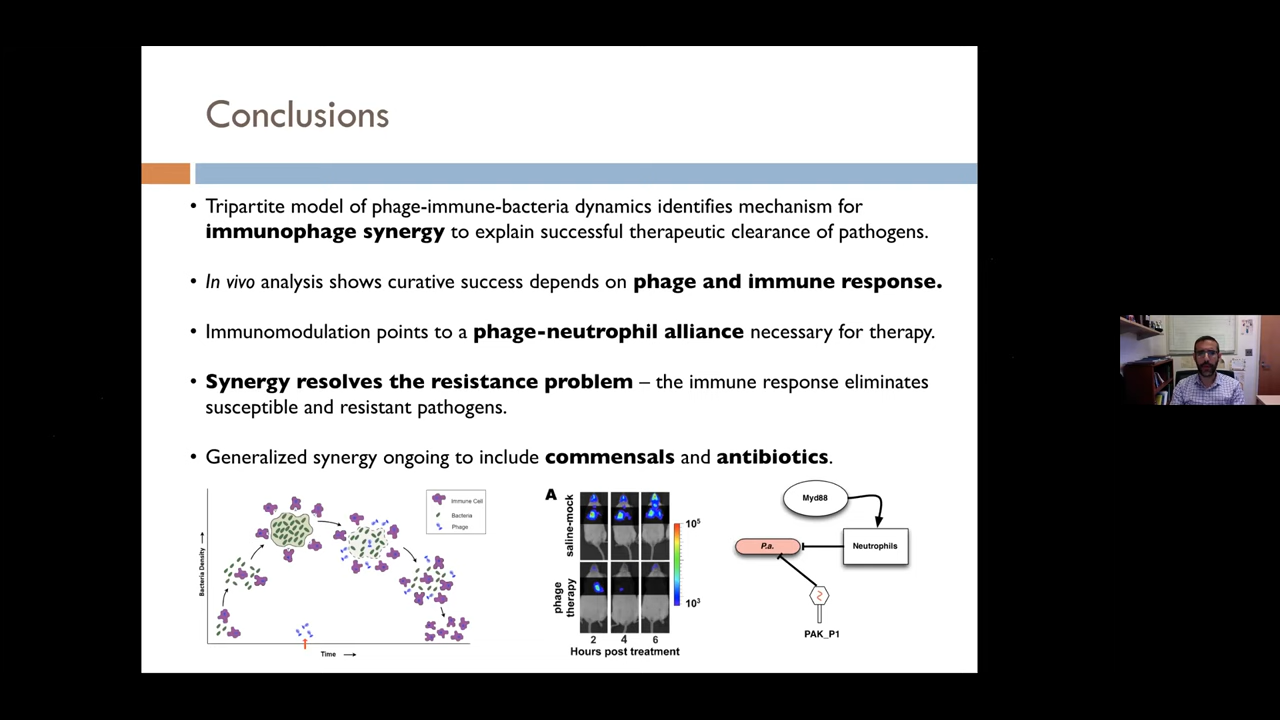 Conclusions
• Tripartite model of phage-immune-bacteria dynamics identifies mechanism for
immunophage synergy to explain successful therapeutic clearance of pathogens.
• In vivo analysis shows curative success depends on phage and immune response.
• Immunomodulation points to a phage-neutrophil alliance necessary for therapy.
• Synergy resolves the resistance problem – the immune response eliminates
susceptible and resistant pathogens.
• Generalized synergy ongoing to include commensals and antibiotics.
Bacteria Density
Immune Cell
Bacteria
Phage
Time
A
saline-mock
phage
therapy
10^5
10^3
2 4 6
Hours post treatment
Myd88
P.a.
Neutrophils
PAK_P1